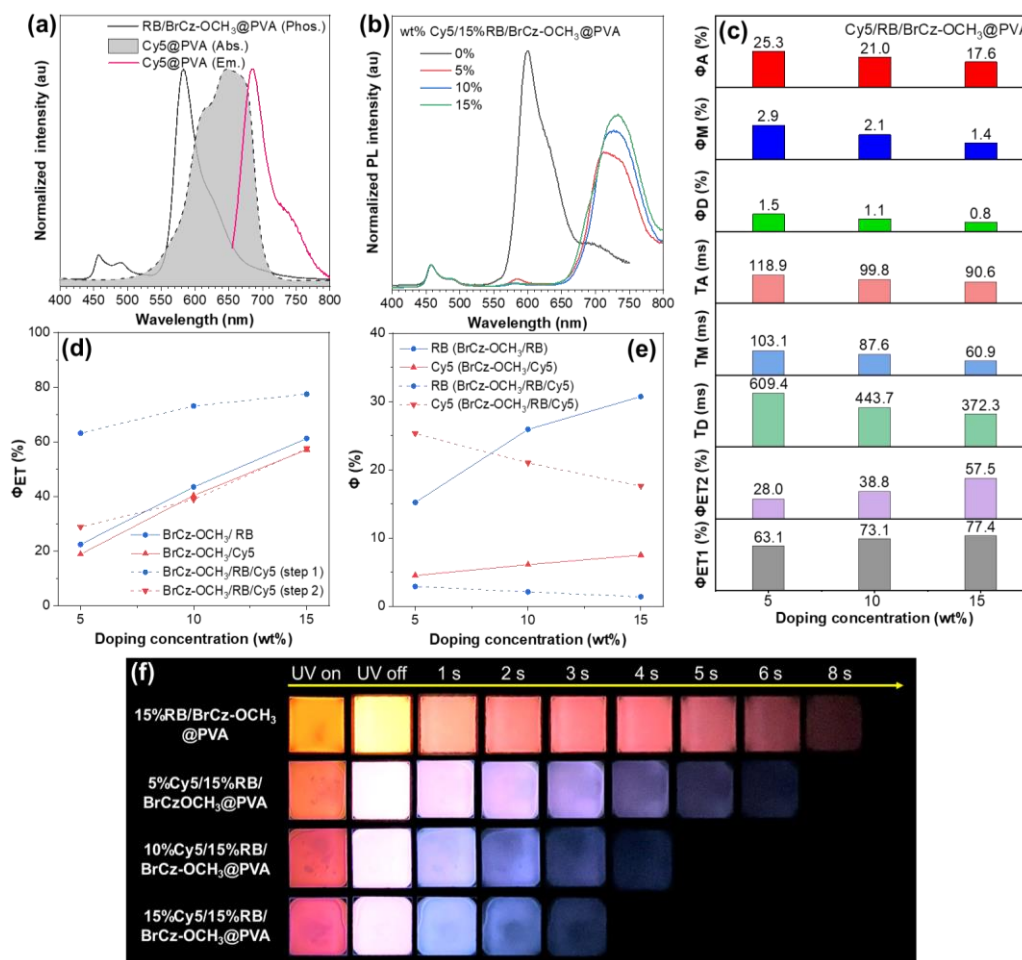 (a)
RB/BrCz-OCH₃@PVA (Phos.)
Cy5@PVA (Abs.)
Cy5@PVA (Em.)
Normalized intensity (au)
400 450 500 550 600 650 700 750 800
Wavelength (nm)
(b)
wt% Cy5/15%RB/BrCz-OCH₃@PVA
0%
5%
10%
15%
Normalized PL intensity (au)
400 450 500 550 600 650 700 750 800
Wavelength (nm)
(c)
Cy5/RB/BrCz-OCH₃@PVA
ΦA (%)
25.3 21.0 17.6
ΦM (%)
2.9 2.1 1.4
ΦD (%)
1.5 1.1 0.8
TA (ms)
118.9 99.8 90.6
TM (ms)
103.1 87.6 60.9
TD (ms)
609.4 443.7 372.3
ΦET2 (%)
28.0 38.8 57.5
ΦET1 (%)
63.1 73.1 77.4
5 10 15
Doping concentration (wt%)
(d)
ΦET (%)
100
80
60
40
20
0
BrCz-OCH₃/ RB
BrCz-OCH₃/Cy5
BrCz-OCH₃/RB/Cy5 (step 1)
BrCz-OCH₃/RB/Cy5 (step 2)
5 10 15
Doping concentration (wt%)
(e)
Φ (%)
40
30
20
10
0
RB (BrCz-OCH₃/RB)
Cy5 (BrCz-OCH₃/Cy5)
RB (BrCz-OCH₃/RB/Cy5)
Cy5 (BrCz-OCH₃/RB/Cy5)
5 10 15
Doping concentration (wt%)
(f)
UV on UV off 1 s 2 s 3 s 4 s 5 s 6 s 8 s
15%RB/BrCz-OCH₃
@PVA
5%Cy5/15%RB/
BrCzOCH₃@PVA
10%Cy5/15%RB/
BrCz-OCH₃@PVA
15%Cy5/15%RB/
BrCz-OCH₃@PVA